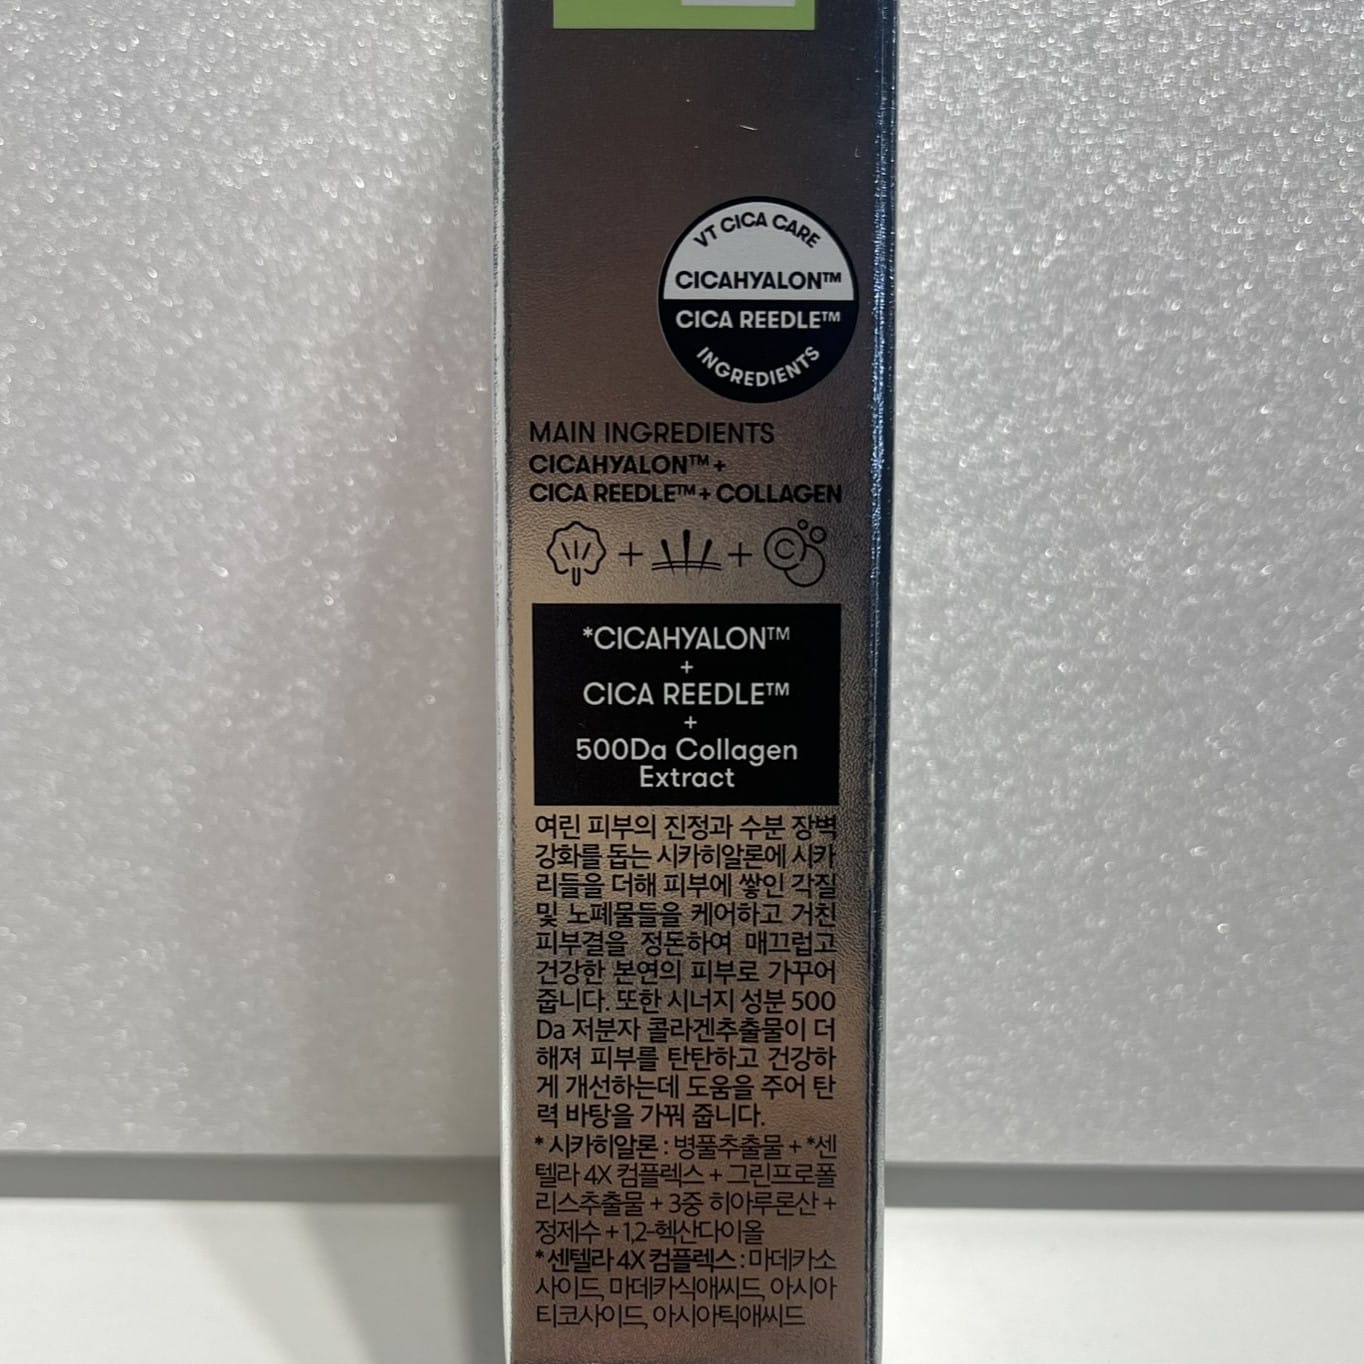 VT CICA CARE
CICAHYALON™
CICA REEDLE™
INGREDIENTS
MAIN INGREDIENTS
CICAHYALON™ +
CICA REEDLE™ + COLLAGEN
*CICAHYALON™
+
CICA REEDLE™
+
500Da Collagen
Extract
여린 피부의 진정과 수분 장벽
강화를 돕는 시카히알론에 시카
리들을 더해 피부에 쌓인 각질
및 노폐물들을 케어하고 거친
피부결을 정돈하여 매끄럽고
건강한 본연의 피부로 가꾸어
줍니다. 또한 시너지 성분 500
Da 저분자 콜라겐추출물이 더
해져 피부를 탄탄하고 건강하
게 개선하는데 도움을 주어 탄
력 바탕을 가꿔 줍니다.
* 시카히알론 : 병풀추출물 + *센
텔라 4X 컴플렉스 + 그린프로폴
리스추출물 + 3중 히아루론산 +
정제수 + 1,2-헥산다이올
* 센텔라 4X 컴플렉스 : 마데카소
사이드, 마데카식애씨드, 아시아
티코사이드, 아시아틱애씨드